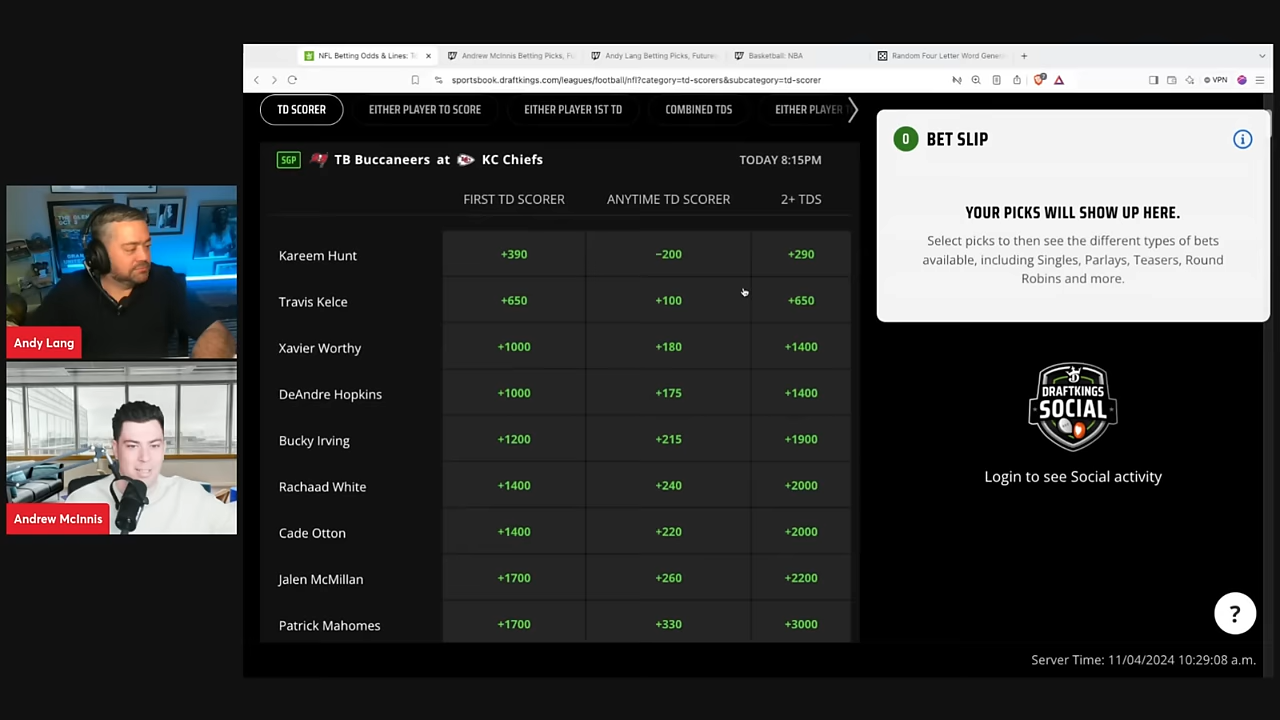 NFL Betting Odds & Lines: T
Andrew McInnis Betting Picks, Fu
Andy Lang Betting Picks, Future
Basketball: NBA
Random Four Letter Word Gene
sportsbook.draftkings.com/leagues/football/nfl?category=td-scorers&subcategory=td-scorer
VPN
TD SCORER EITHER PLAYER TO SCORE EITHER PLAYER 1ST TD COMBINED TDS EITHER PLAYER
SGP TB Buccaneers at KC Chiefs TODAY 8:15PM
FIRST TD SCORER ANYTIME TD SCORER 2+ TDS
Kareem Hunt +390 −200 +290
Travis Kelce +650 +100 +650
Xavier Worthy +1000 +180 +1400
DeAndre Hopkins +1000 +175 +1400
Bucky Irving +1200 +215 +1900
Rachaad White +1400 +240 +2000
Cade Otton +1400 +220 +2000
Jalen McMillan +1700 +260 +2200
Patrick Mahomes +1700 +330 +3000
0 BET SLIP
YOUR PICKS WILL SHOW UP HERE.
Select picks to then see the different types of bets
available, including Singles, Parlays, Teasers, Round
Robins and more.
DRAFTKINGS
SOCIAL
Login to see Social activity
?
Server Time: 11/04/2024 10:29:08 a.m.
Andy Lang
Andrew McInnis